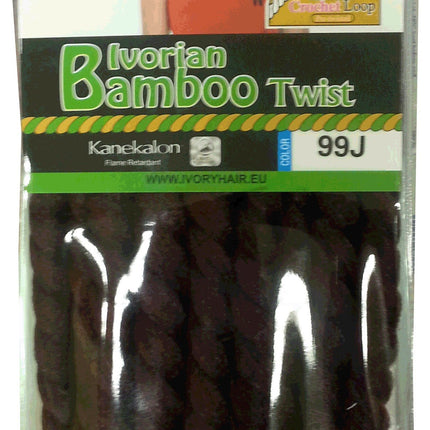 Crochet Loop
Ivorian
Bamboo Twist
Kanekalon
Flame Retardant
COLOR
99J
WWW.IVORYHAIR.EU